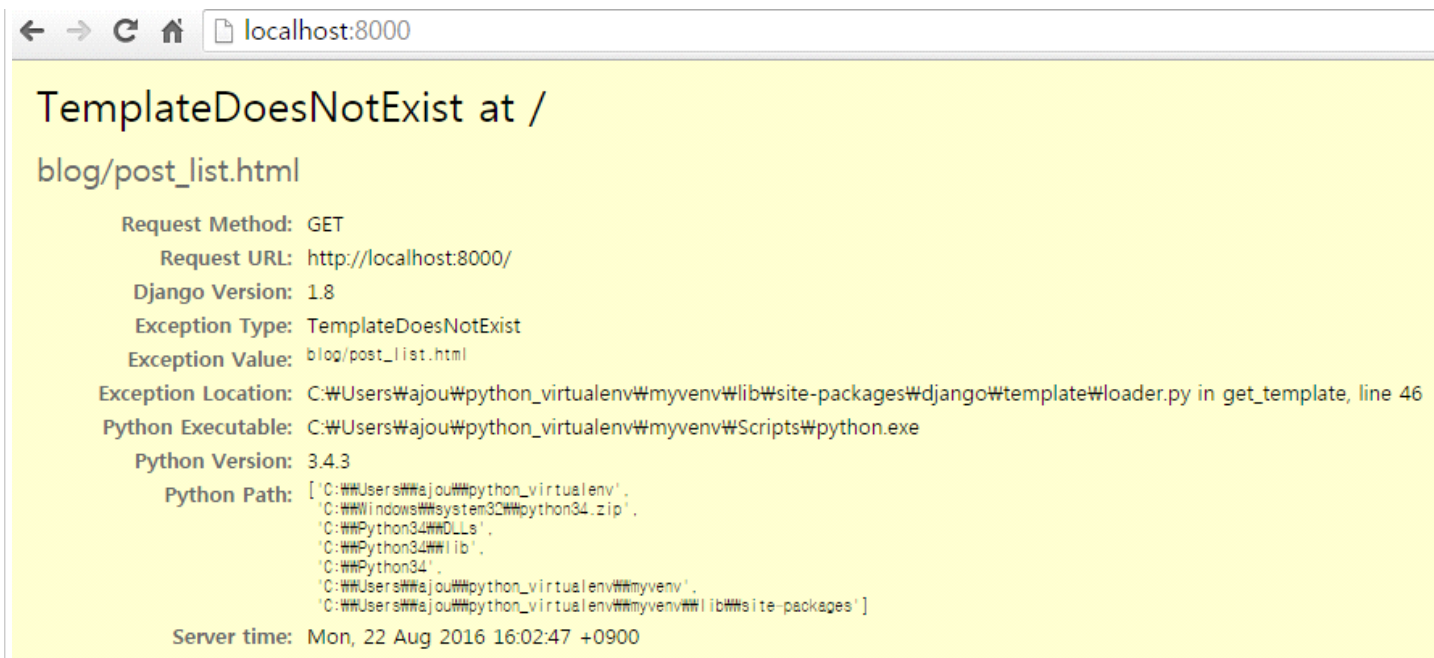 localhost:8000
TemplateDoesNotExist at /
blog/post_list.html
Request Method: GET
Request URL: http://localhost:8000/
Django Version: 1.8
Exception Type: TemplateDoesNotExist
Exception Value: blog/post_list.html
Exception Location: C:₩Users₩ajou₩python_virtualenv₩myvenv₩lib₩site-packages₩django₩template₩loader.py in get_template, line 46
Python Executable: C:₩Users₩ajou₩python_virtualenv₩myvenv₩Scripts₩python.exe
Python Version: 3.4.3
Python Path: ['C:₩₩Users₩₩ajou₩₩python_virtualenv',
'C:₩₩Windows₩₩system32₩₩python34.zip',
'C:₩₩Python34₩₩DLLs',
'C:₩₩Python34₩₩lib',
'C:₩₩Python34',
'C:₩₩Users₩₩ajou₩₩python_virtualenv₩₩myvenv',
'C:₩₩Users₩₩ajou₩₩python_virtualenv₩₩myvenv₩₩lib₩₩site-packages']
Server time: Mon, 22 Aug 2016 16:02:47 +0900